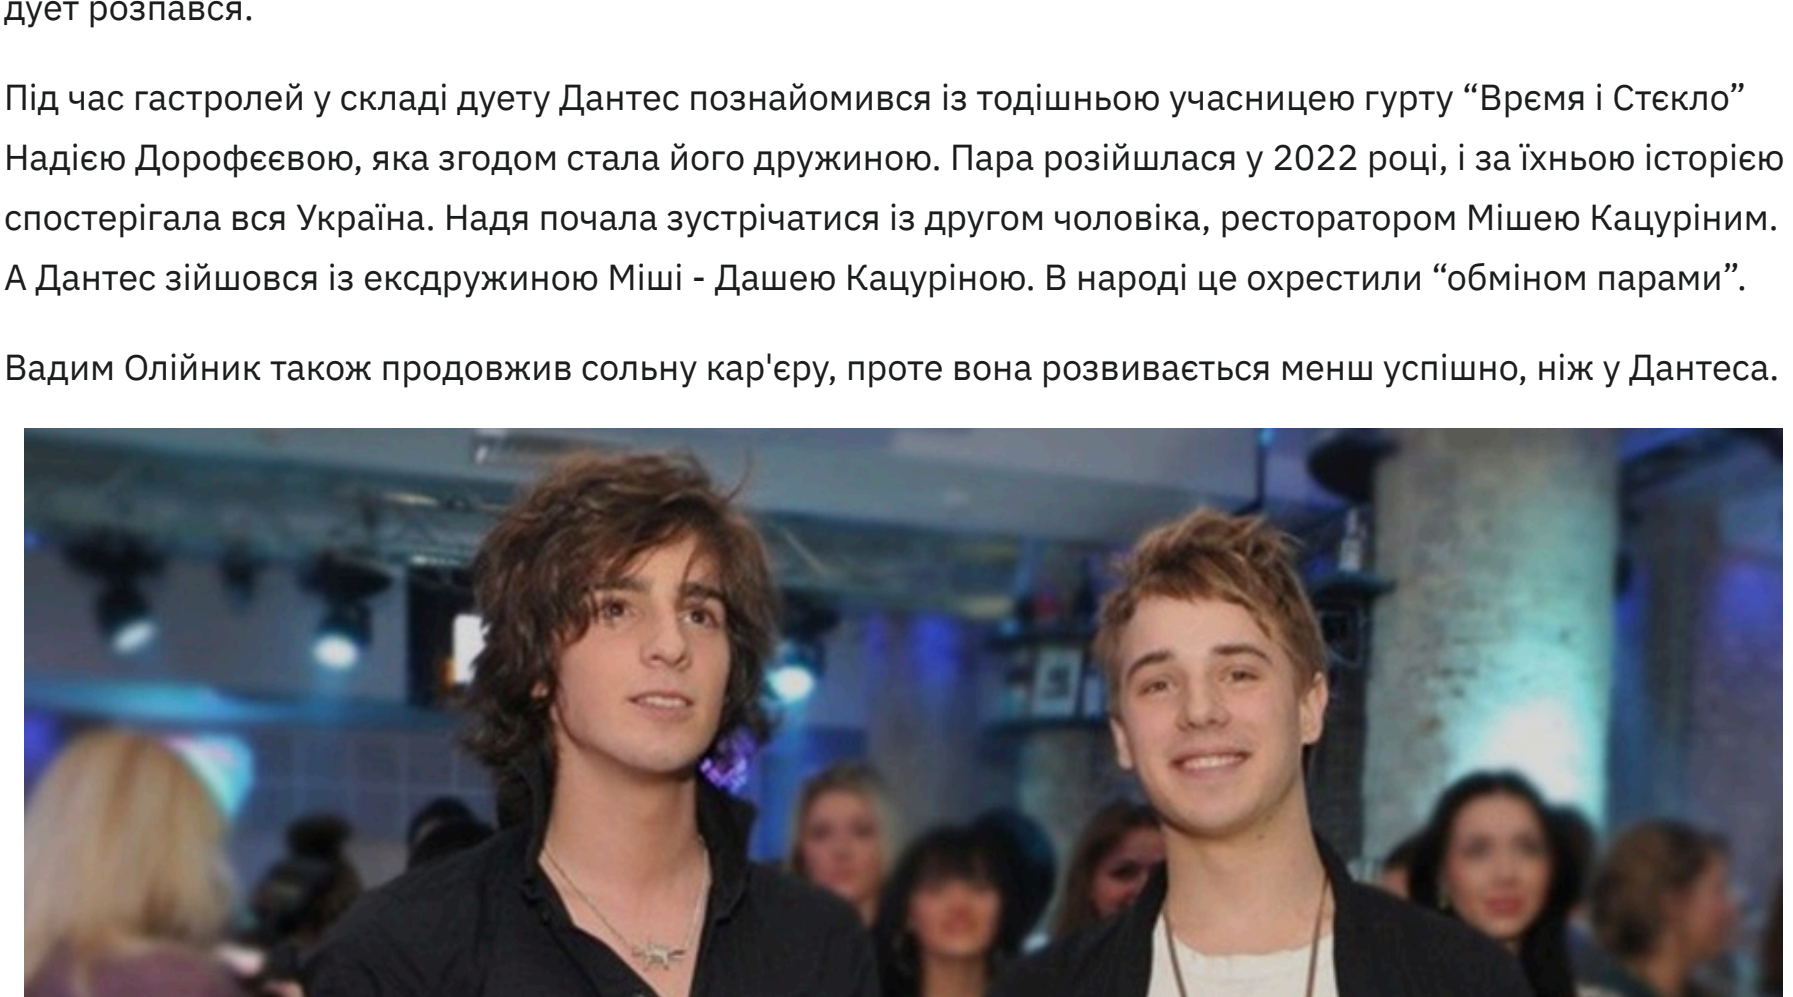 дует розпався.
Під час гастролей у складі дуету Дантес познайомився із тодішньою учасницею гурту “Врємя і Стєкло”
Надією Дорофєєвою, яка згодом стала його дружиною. Пара розійшлася у 2022 році, і за їхньою історією
спостерігала вся Україна. Надя почала зустрічатися із другом чоловіка, ресторатором Мішею Кацуріним.
А Дантес зійшовся із ексдружиною Міші - Дашею Кацуріною. В народі це охрестили “обміном парами”.
Вадим Олійник також продовжив сольну кар'єру, проте вона розвивається менш успішно, ніж у Дантеса.